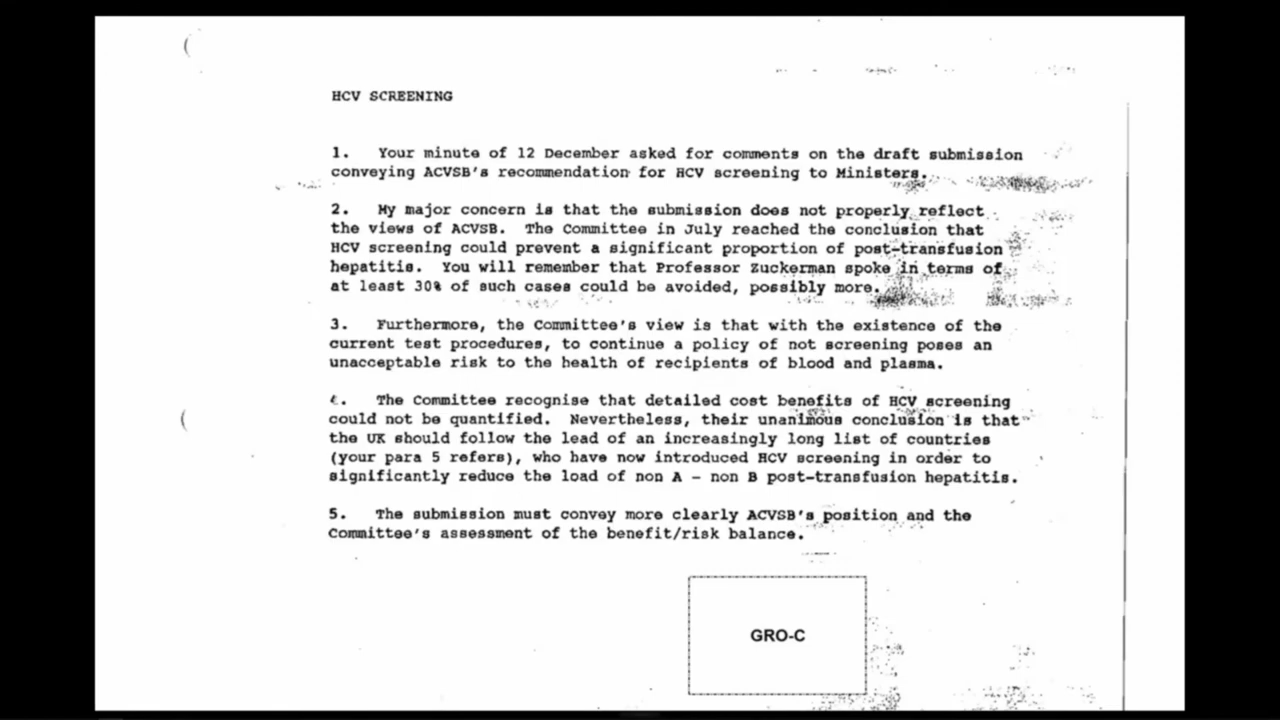 HCV SCREENING
1. Your minute of 12 December asked for comments on the draft submission
conveying ACVSB's recommendation for HCV screening to Ministers.
2. My major concern is that the submission does not properly reflect
the views of ACVSB. The Committee in July reached the conclusion that
HCV screening could prevent a significant proportion of post-transfusion
hepatitis. You will remember that Professor Zuckerman spoke in terms of
at least 30% of such cases could be avoided, possibly more.
3. Furthermore, the Committee's view is that with the existence of the
current test procedures, to continue a policy of not screening poses an
unacceptable risk to the health of recipients of blood and plasma.
4. The Committee recognise that detailed cost benefits of HCV screening
could not be quantified. Nevertheless, their unanimous conclusion is that
the UK should follow the lead of an increasingly long list of countries
(your para 5 refers), who have now introduced HCV screening in order to
significantly reduce the load of non A - non B post-transfusion hepatitis.
5. The submission must convey more clearly ACVSB's position and the
Committee's assessment of the benefit/risk balance.
GRO-C